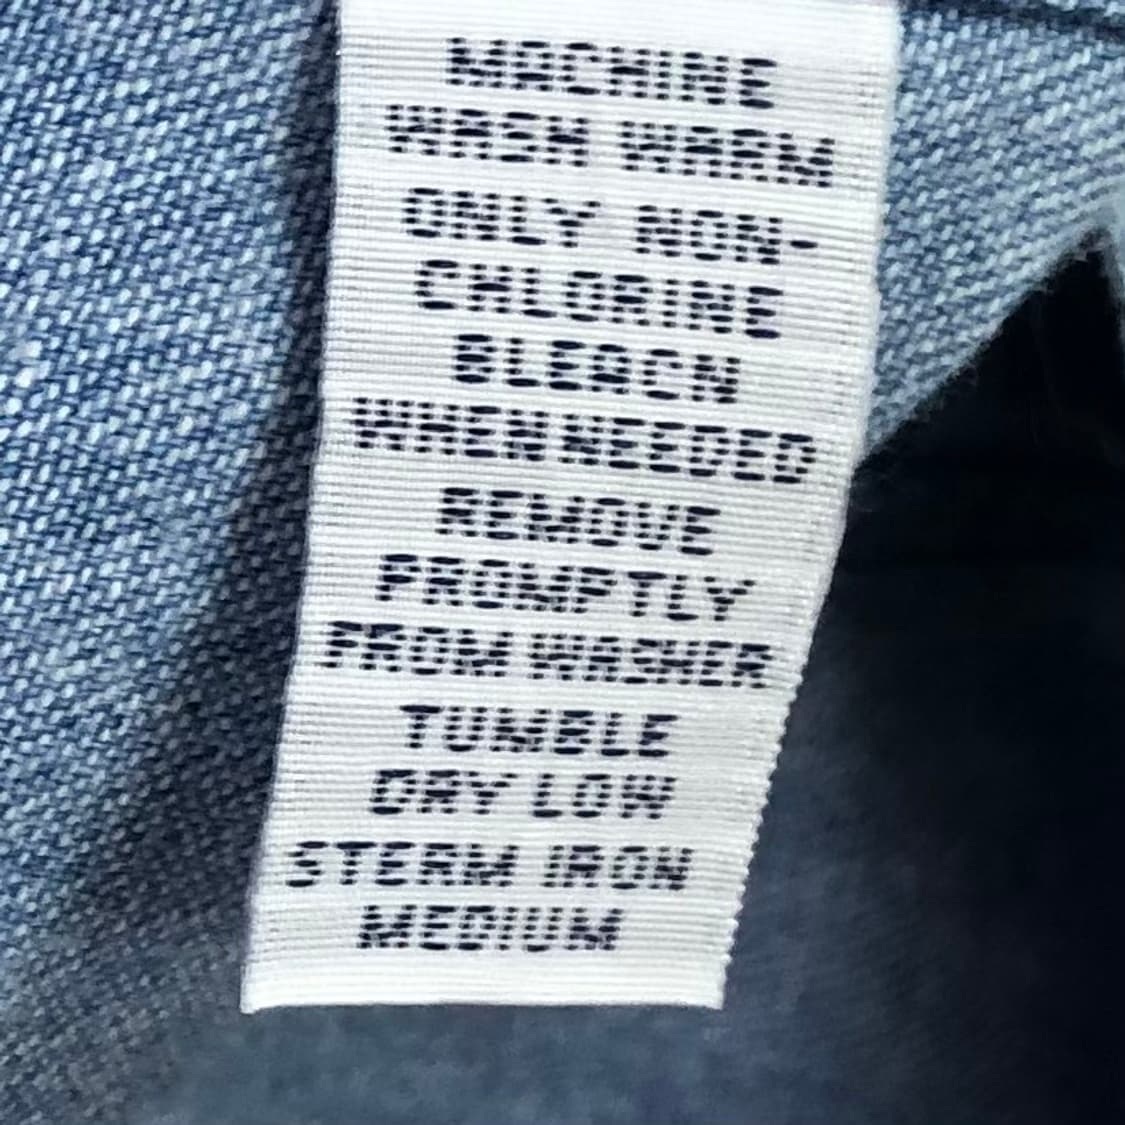 MACHINE
WASH WARM
ONLY NON-
CHLORINE
BLEACH
WHEN NEEDED
REMOVE
PROMPTLY
FROM WASHER
TUMBLE
DRY LOW
STEAM IRON
MEDIUM